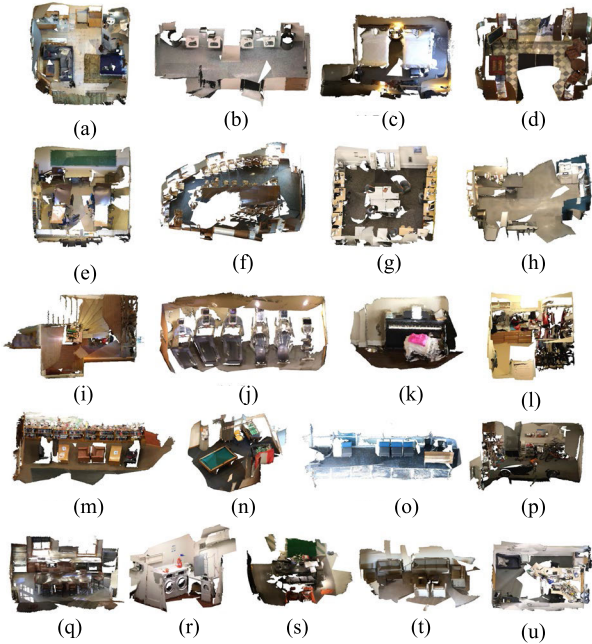 (a) (b) (c) (d)
(e) (f) (g) (h)
(i) (j) (k) (l)
(m) (n) (o) (p)
(q) (r) (s) (t) (u)